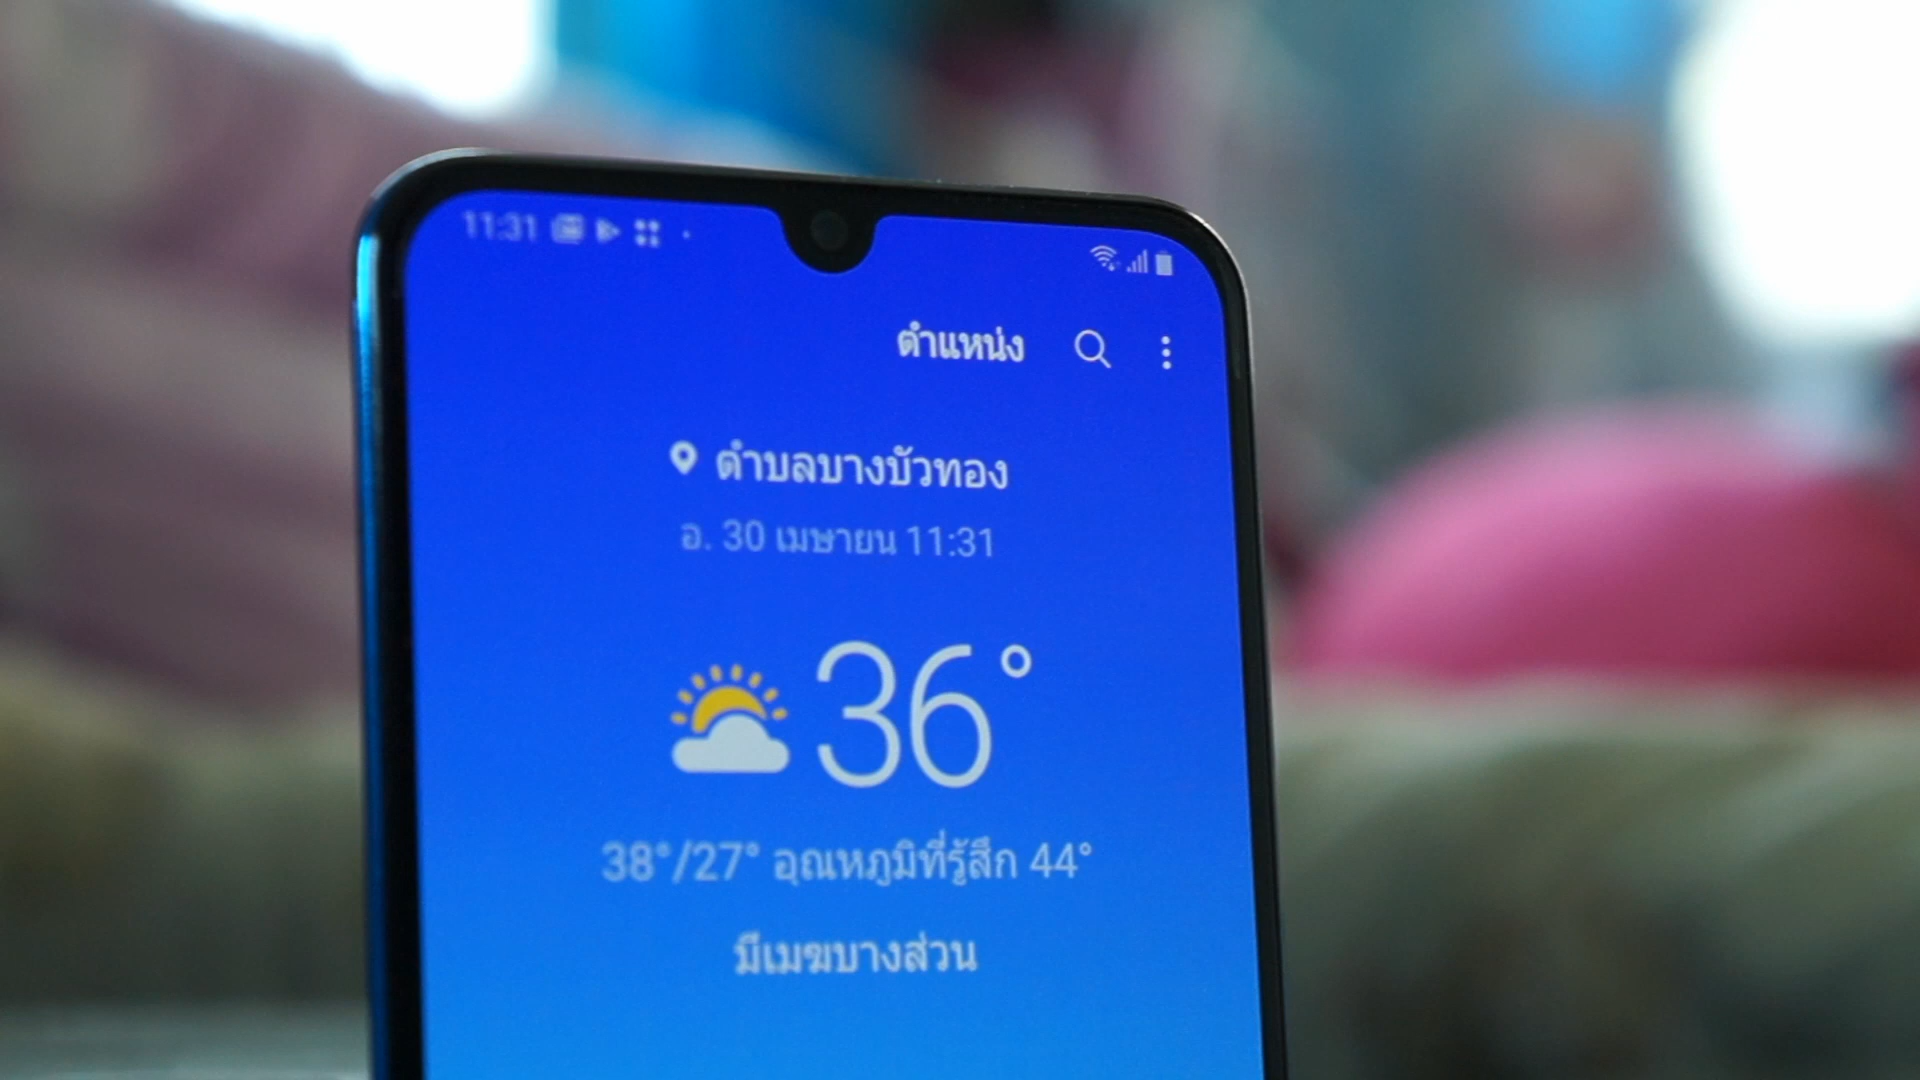 11:31
ตำแหน่ง
ตำบลบางบัวทอง
อ. 30 เมษายน 11:31
36°
38°/27° อุณหภูมิที่รู้สึก 44°
มีเมฆบางส่วน